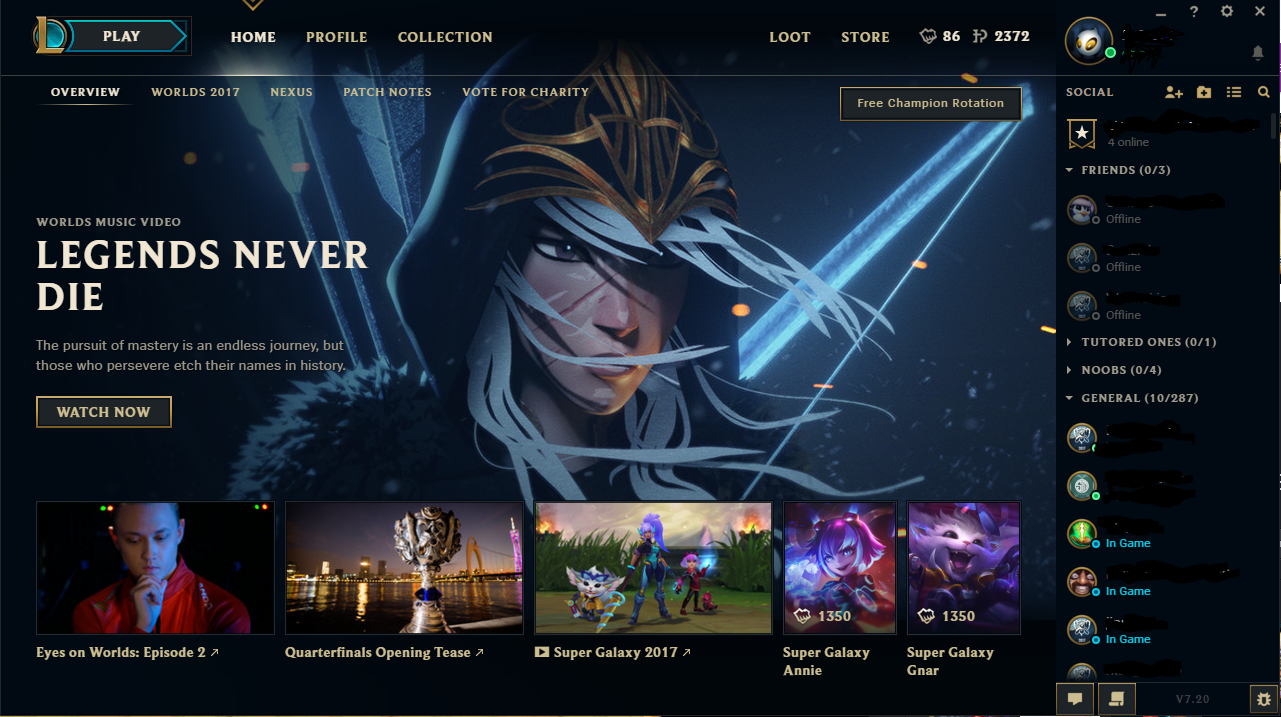 PLAY
HOME
PROFILE
COLLECTION
LOOT
STORE
86
2372
OVERVIEW
WORLDS 2017
NEXUS
PATCH NOTES
VOTE FOR CHARITY
Free Champion Rotation
WORLDS MUSIC VIDEO
LEGENDS NEVER
DIE
The pursuit of mastery is an endless journey, but
those who persevere etch their names in history.
WATCH NOW
Eyes on Worlds: Episode 2
Quarterfinals Opening Tease
Super Galaxy 2017
1350
Super Galaxy
Annie
1350
Super Galaxy
Gnar
SOCIAL
4 online
FRIENDS (0/3)
Offline
Offline
Offline
TUTORED ONES (0/1)
NOOBS (0/4)
GENERAL (10/287)
In Game
In Game
In Game
V7.20